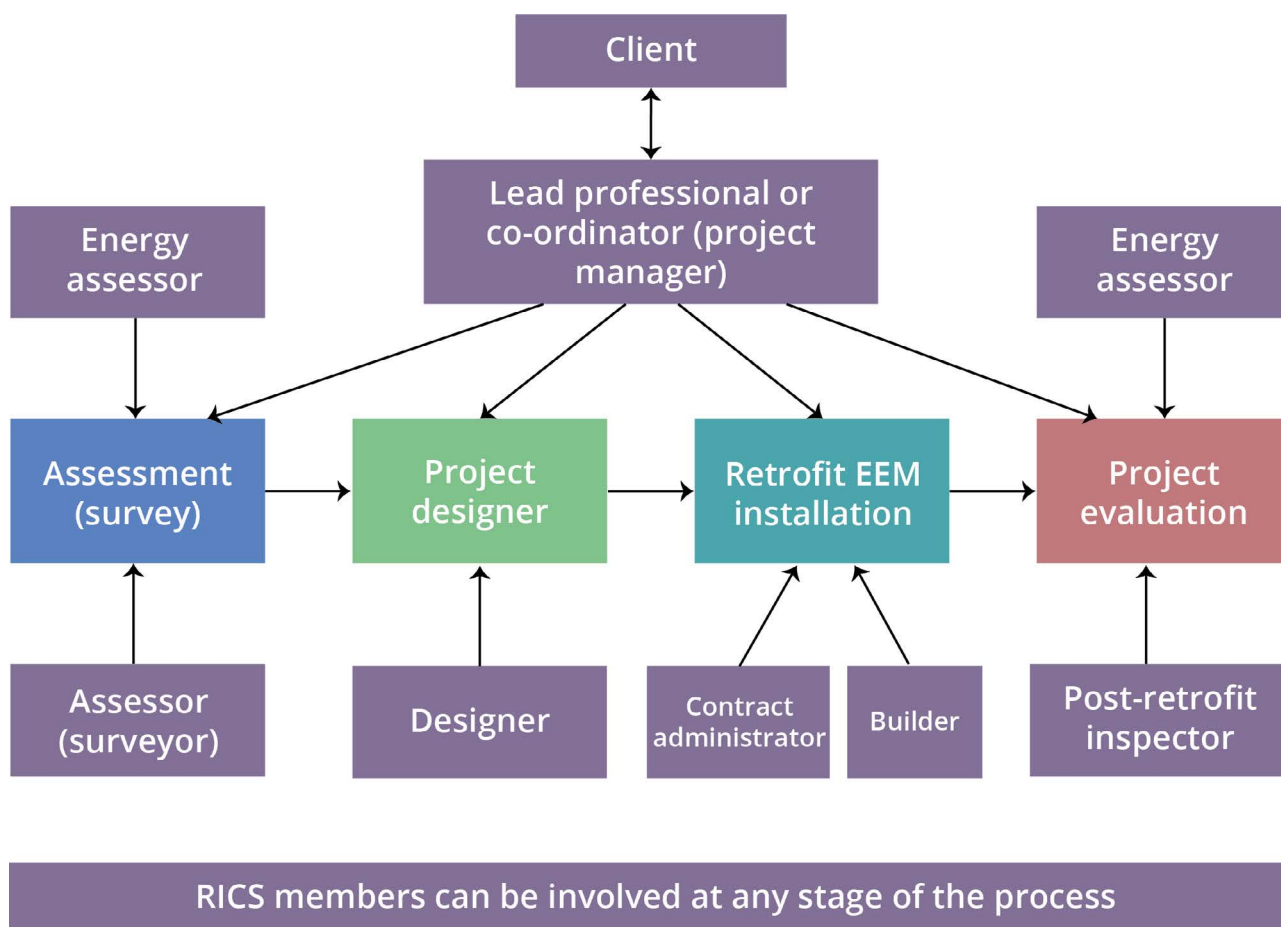 Client
Lead professional or
co-ordinator (project
manager)
Energy
assessor
Energy
assessor
Assessment
(survey)
Project
designer
Retrofit EEM
installation
Project
evaluation
Assessor
(surveyor)
Designer
Contract
administrator
Builder
Post-retrofit
inspector
RICS members can be involved at any stage of the process